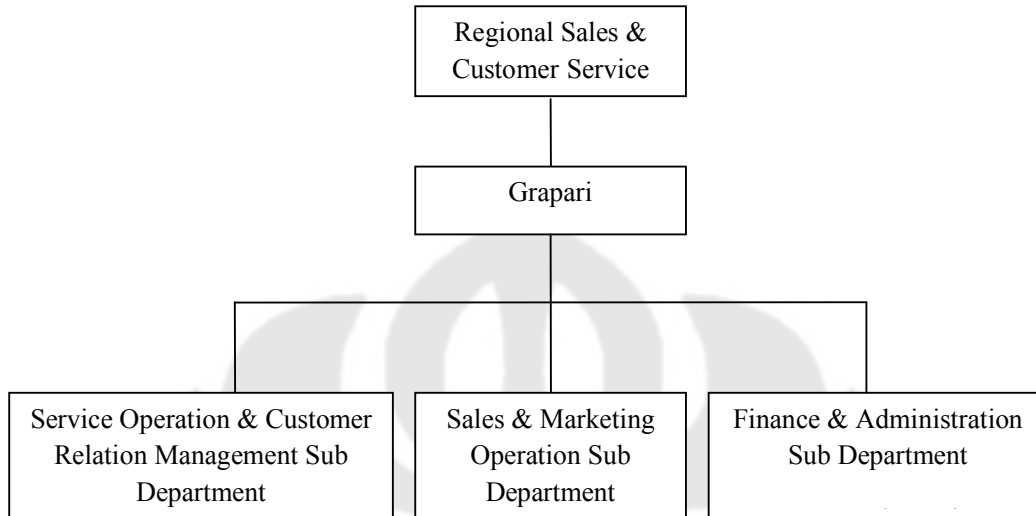 Regional Sales &
Customer Service
Grapari
Service Operation & Customer
Relation Management Sub
Department
Sales & Marketing
Operation Sub
Department
Finance & Administration
Sub Department